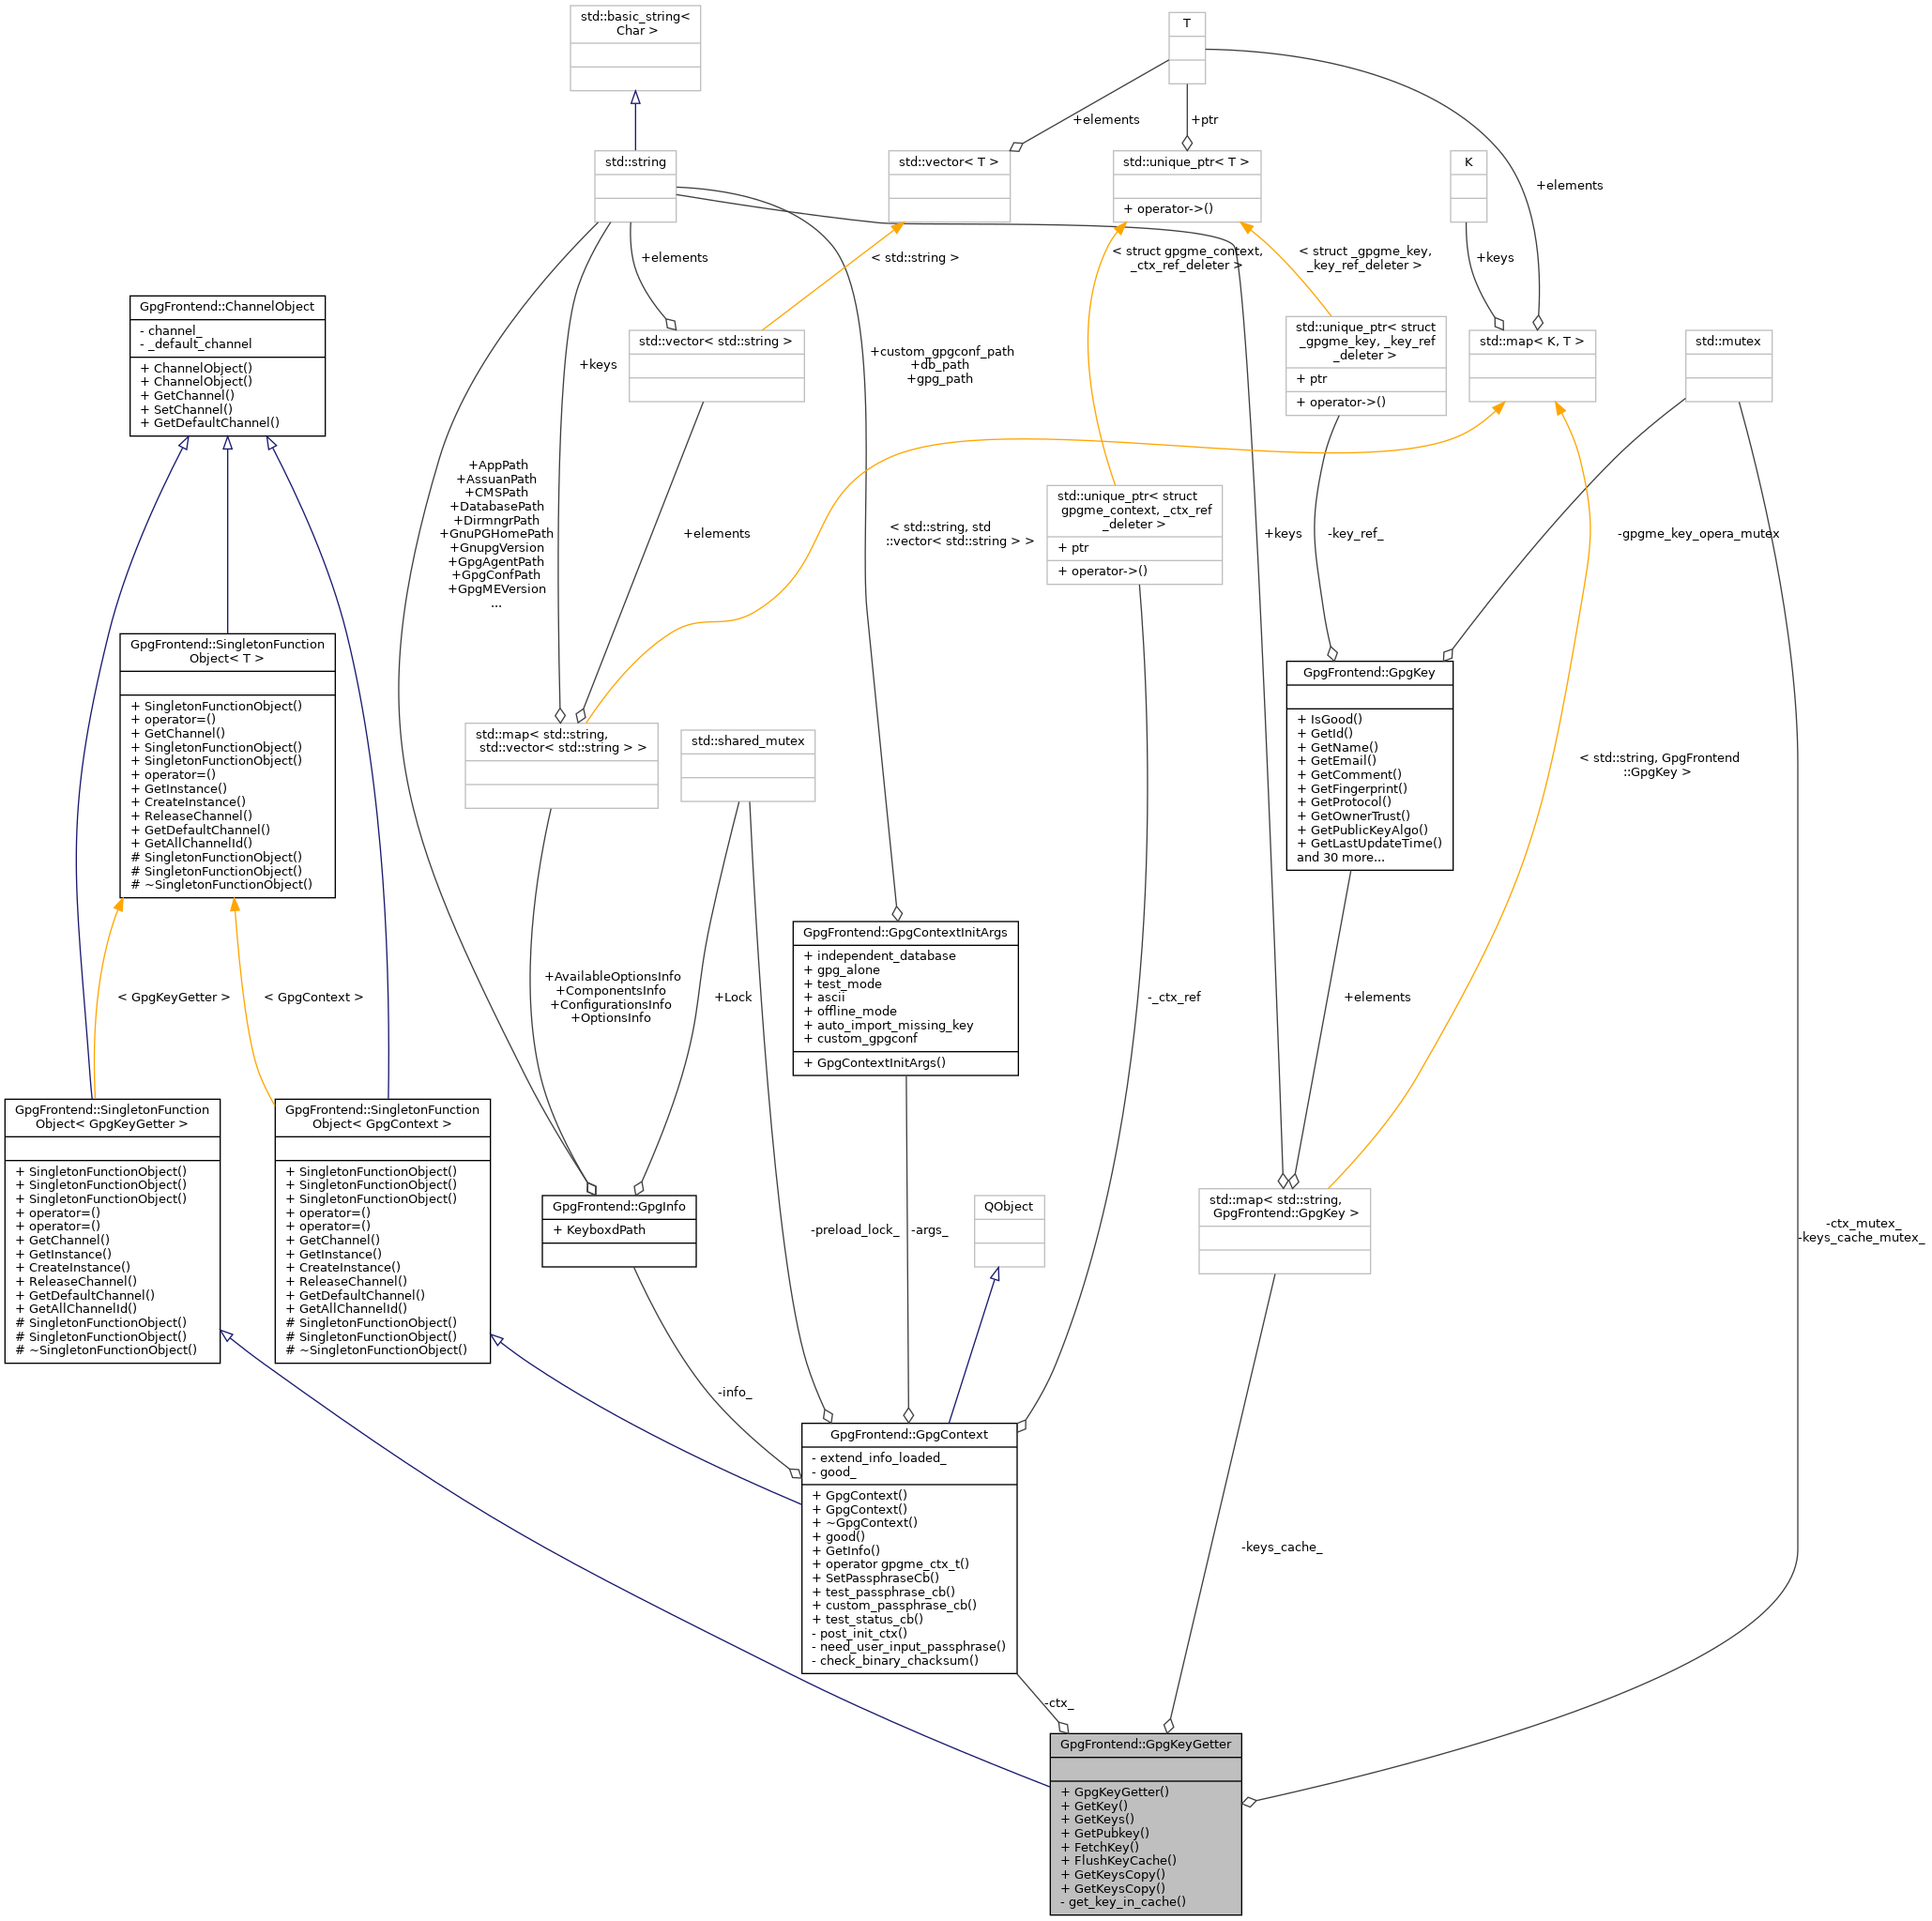 std::basic_string<
Char >
T
+elements
+ptr
std::string
std::vector< T >
std::unique_ptr< T >
+ operator->()
K
+elements
+elements
< std::string >
< struct gpgme_context,
_ctx_ref_deleter >
< struct _gpgme_key,
_key_ref_deleter >
+keys
GpgFrontend::ChannelObject
- channel_
- _default_channel
+ ChannelObject()
+ ChannelObject()
+ GetChannel()
+ SetChannel()
+ GetDefaultChannel()
+keys
std::vector< std::string >
+custom_gpgconf_path
+db_path
+gpg_path
std::unique_ptr< struct
_gpgme_key, _key_ref
_deleter >
+ ptr
+ operator->()
std::map< K, T >
std::mutex
+AppPath
+AssuanPath
+CMSPath
+DatabasePath
+DirmngrPath
+GnuPGHomePath
+GnupgVersion
+GpgAgentPath
+GpgConfPath
+GpgMEVersion
...
+elements
< std::string, std
::vector< std::string > >
std::unique_ptr< struct
gpgme_context, _ctx_ref
_deleter >
+ ptr
+ operator->()
+keys
-key_ref_
-gpgme_key_opera_mutex
GpgFrontend::SingletonFunction
Object< T >
+ SingletonFunctionObject()
+ operator=()
+ GetChannel()
+ SingletonFunctionObject()
+ SingletonFunctionObject()
+ operator=()
+ GetInstance()
+ CreateInstance()
+ ReleaseChannel()
+ GetDefaultChannel()
+ GetAllChannelId()
# SingletonFunctionObject()
# SingletonFunctionObject()
# ~SingletonFunctionObject()
std::map< std::string,
std::vector< std::string > >
std::shared_mutex
GpgFrontend::GpgKey
+ IsGood()
+ GetId()
+ GetName()
+ GetEmail()
+ GetComment()
+ GetFingerprint()
+ GetProtocol()
+ GetOwnerTrust()
+ GetPublicKeyAlgo()
+ GetLastUpdateTime()
and 30 more...
< std::string, GpgFrontend
::GpgKey >
< GpgKeyGetter >
< GpgContext >
+AvailableOptionsInfo
+ComponentsInfo
+ConfigurationsInfo
+OptionsInfo
+Lock
GpgFrontend::GpgContextInitArgs
+ independent_database
+ gpg_alone
+ test_mode
+ ascii
+ offline_mode
+ auto_import_missing_key
+ custom_gpgconf
+ GpgContextInitArgs()
-_ctx_ref
+elements
GpgFrontend::SingletonFunction
Object< GpgKeyGetter >
+ SingletonFunctionObject()
+ SingletonFunctionObject()
+ SingletonFunctionObject()
+ operator=()
+ operator=()
+ GetChannel()
+ GetInstance()
+ CreateInstance()
+ ReleaseChannel()
+ GetDefaultChannel()
+ GetAllChannelId()
# SingletonFunctionObject()
# SingletonFunctionObject()
# ~SingletonFunctionObject()
GpgFrontend::SingletonFunction
Object< GpgContext >
+ SingletonFunctionObject()
+ SingletonFunctionObject()
+ SingletonFunctionObject()
+ operator=()
+ operator=()
+ GetChannel()
+ GetInstance()
+ CreateInstance()
+ ReleaseChannel()
+ GetDefaultChannel()
+ GetAllChannelId()
# SingletonFunctionObject()
# SingletonFunctionObject()
# ~SingletonFunctionObject()
GpgFrontend::GpgInfo
+ KeyboxdPath
-preload_lock_
-args_
QObject
std::map< std::string,
GpgFrontend::GpgKey >
-ctx_mutex_
-keys_cache_mutex_
-info_
GpgFrontend::GpgContext
- extend_info_loaded_
- good_
+ GpgContext()
+ GpgContext()
+ ~GpgContext()
+ good()
+ GetInfo()
+ operator gpgme_ctx_t()
+ SetPassphraseCb()
+ test_passphrase_cb()
+ custom_passphrase_cb()
+ test_status_cb()
- post_init_ctx()
- need_user_input_passphrase()
- check_binary_chacksum()
-keys_cache_
-ctx_
GpgFrontend::GpgKeyGetter
+ GpgKeyGetter()
+ GetKey()
+ GetKeys()
+ GetPubkey()
+ FetchKey()
+ FlushKeyCache()
+ GetKeysCopy()
+ GetKeysCopy()
- get_key_in_cache()